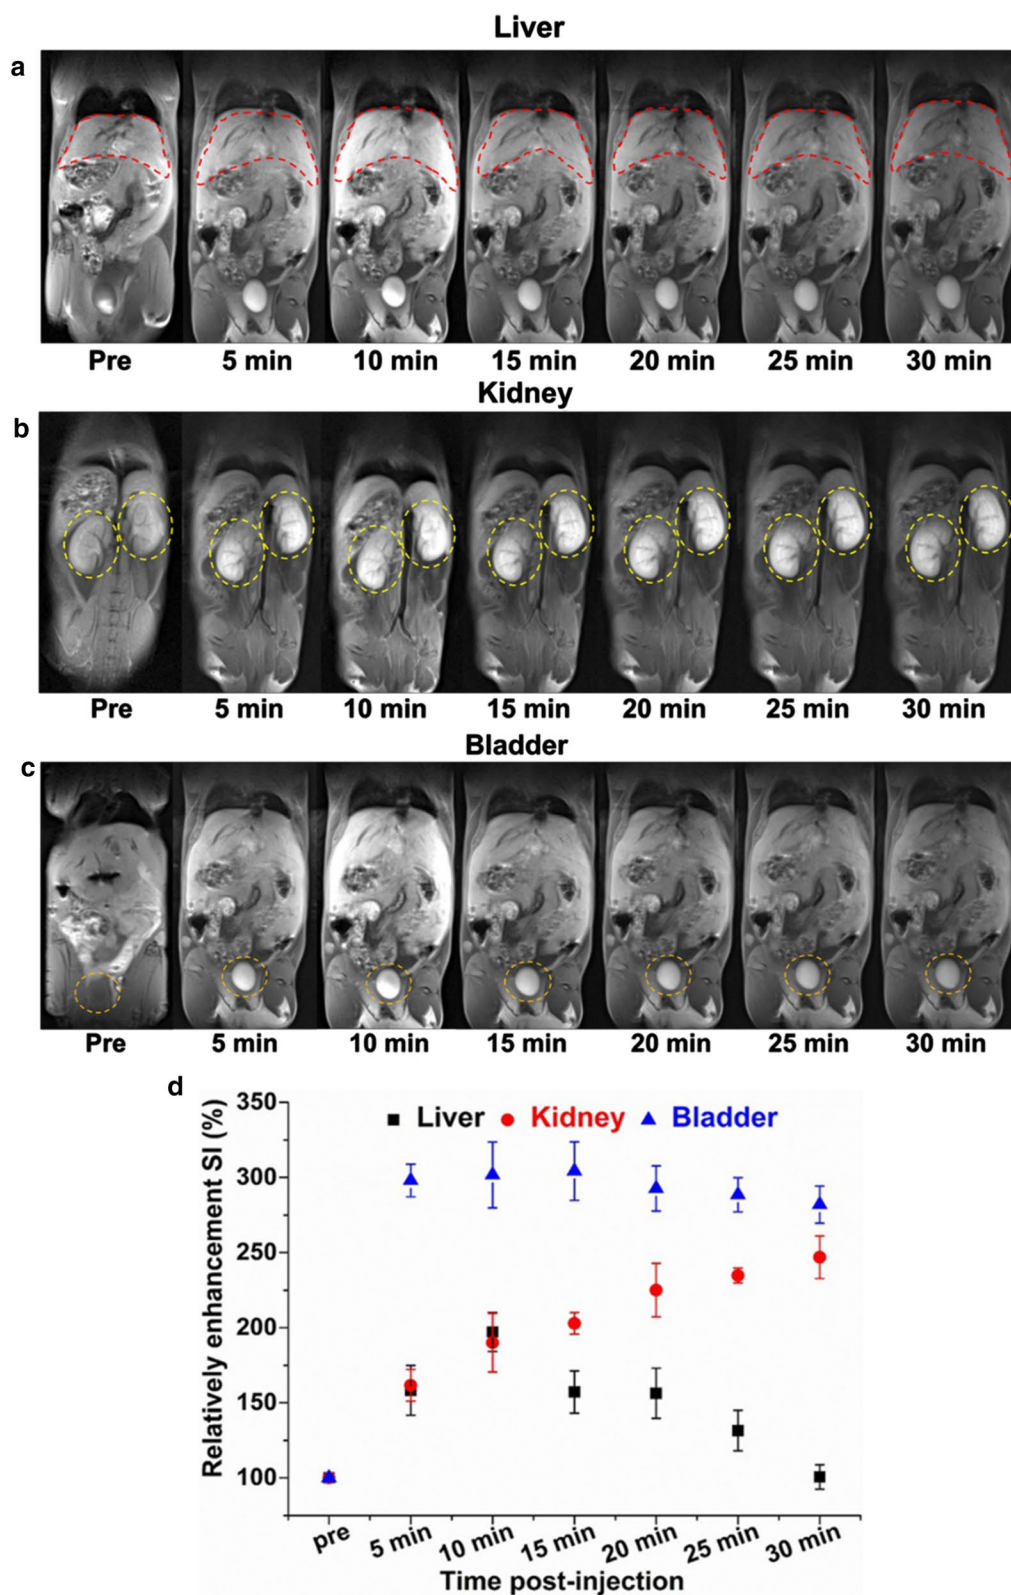 Liver
a
Pre 5 min 10 min 15 min 20 min 25 min 30 min
Kidney
b
Pre 5 min 10 min 15 min 20 min 25 min 30 min
Bladder
c
Pre 5 min 10 min 15 min 20 min 25 min 30 min
d
Liver Kidney Bladder
Relatively enhancement SI (%)
350
300
250
200
150
100
pre 5 min 10 min 15 min 20 min 25 min 30 min
Time post-injection